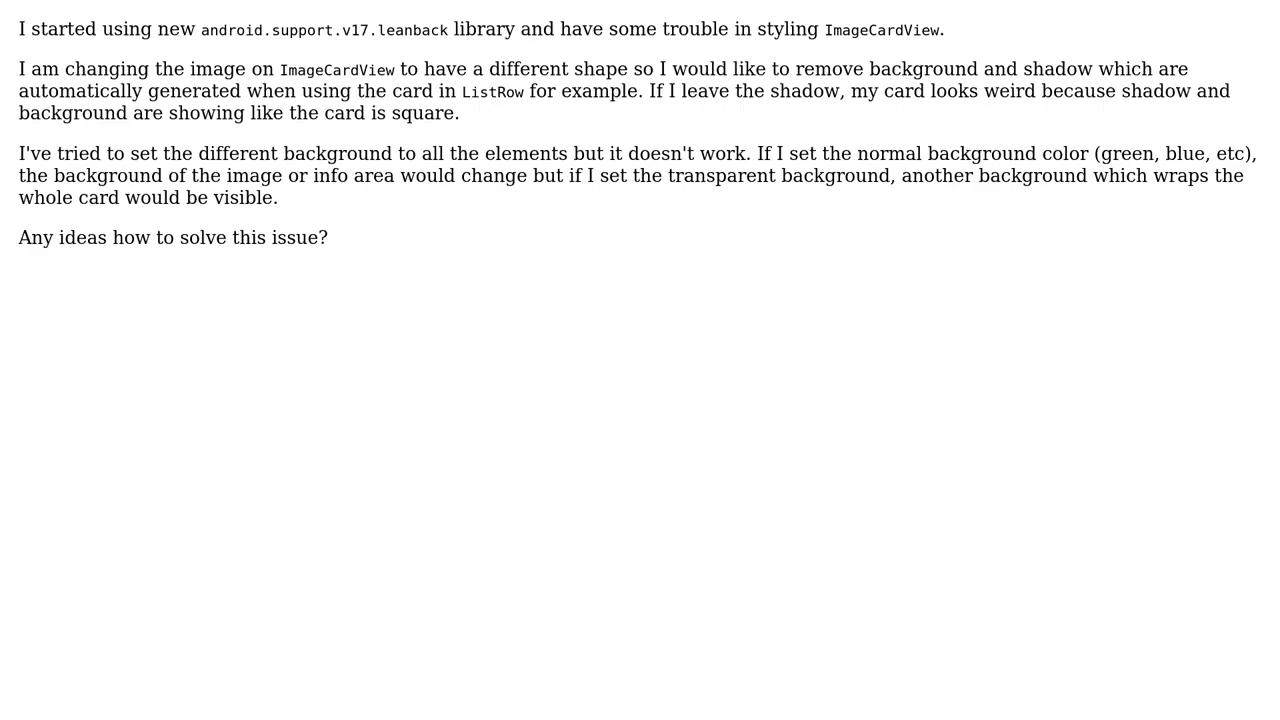 I started using new android.support.v17.leanback library and have some trouble in styling ImageCardView.
I am changing the image on ImageCardView to have a different shape so I would like to remove background and shadow which are
automatically generated when using the card in ListRow for example. If I leave the shadow, my card looks weird because shadow and
background are showing like the card is square.
I've tried to set the different background to all the elements but it doesn't work. If I set the normal background color (green, blue, etc),
the background of the image or info area would change but if I set the transparent background, another background which wraps the
whole card would be visible.
Any ideas how to solve this issue?